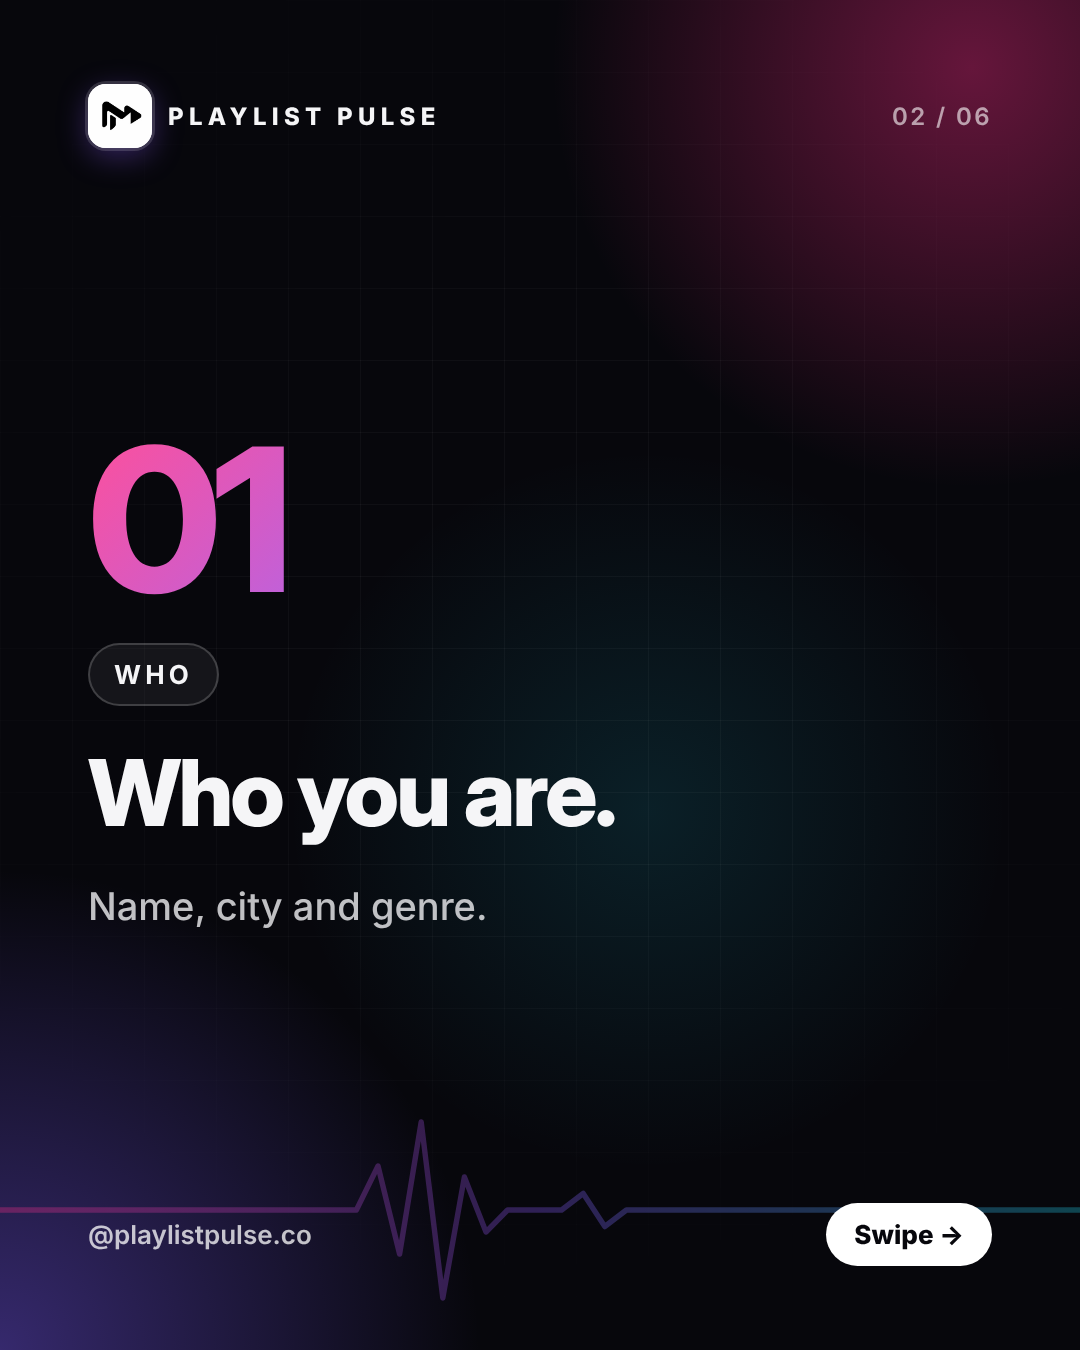 PLAYLIST PULSE
02 / 06
01
WHO
Who you are.
Name, city and genre.
@playlistpulse.co
Swipe →